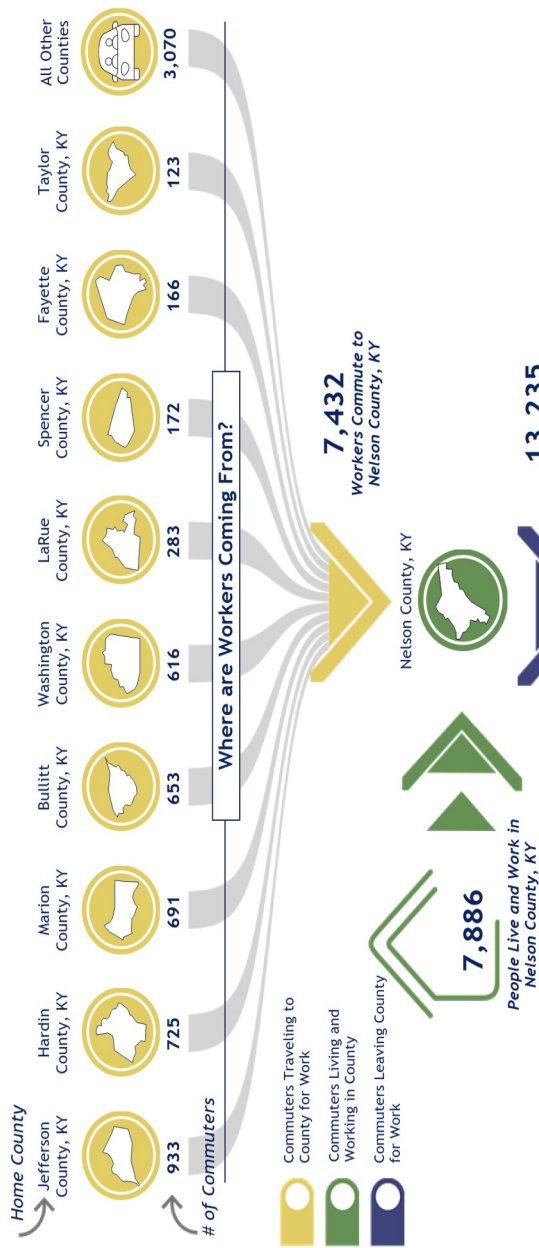 Home County
Jefferson
County, KY
Hardin
County, KY
Marion
County, KY
Bullitt
County, KY
Washington
County, KY
LaRue
County, KY
Spencer
County, KY
Fayette
County, KY
Taylor
County, KY
All Other
Counties
933
725
691
653
616
283
172
166
123
3,070
# of Commuters
Where are Workers Coming From?
Commuters Traveling to
County for Work
Commuters Living and
Working in County
Commuters Leaving County
for Work
7,432
Workers Commute to
Nelson County, KY
Nelson County, KY
7,886
People Live and Work in
Nelson County, KY
13,235